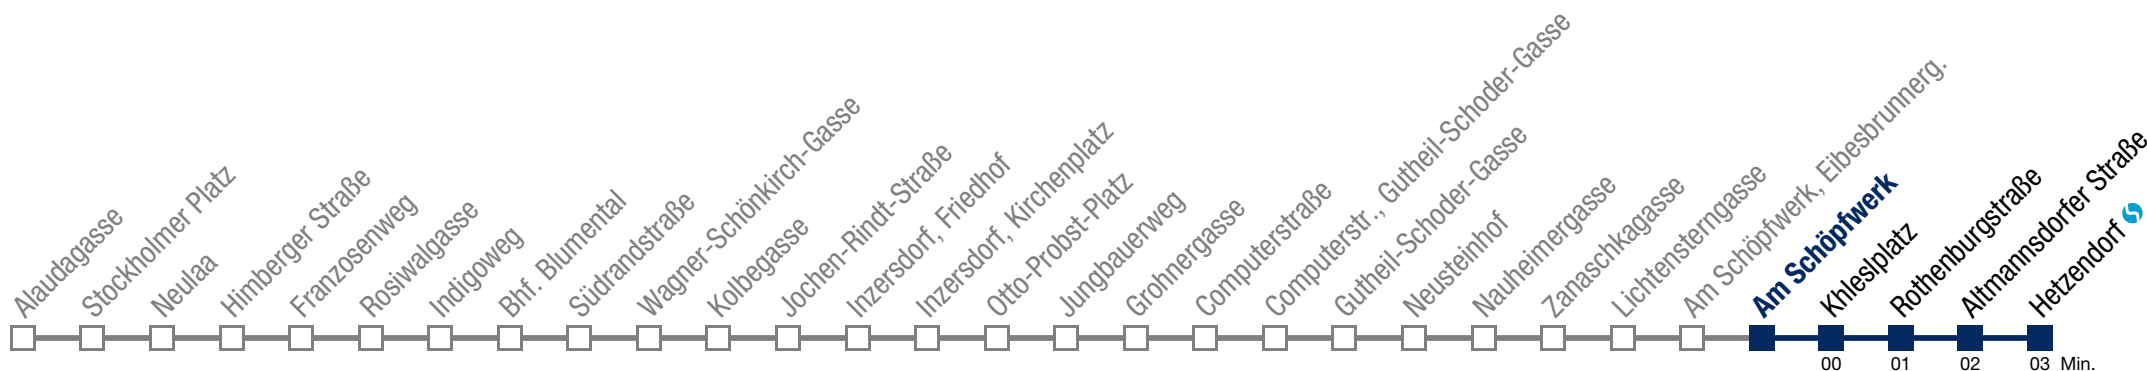 Alaudagasse
Stockholmer Platz
Neulaa
Himberger Straße
Franzosenweg
Rosiwalgasse
Indigoweg
Bhf. Blumental
Südrandstraße
Wagner-Schönkirch-Gasse
Kolbegasse
Jochen-Rindt-Straße
Inzersdorf, Friedhof
Inzersdorf, Kirchenplatz
Otto-Probst-Platz
Jungbauerweg
Grohnergasse
Computerstraße
Computerstr., Gutheil-Schoder-Gasse
Gutheil-Schoder-Gasse
Neusteinhof
Nauheimergasse
Zanaschkagasse
Lichtensterngasse
Am Schöpfwerk, Eibesbrunnerg.
Am Schöpfwerk
Khleslplatz
Rothenburgstraße
Altmannsdorfer Straße
Hetzendorf
00 01 02 03 Min.